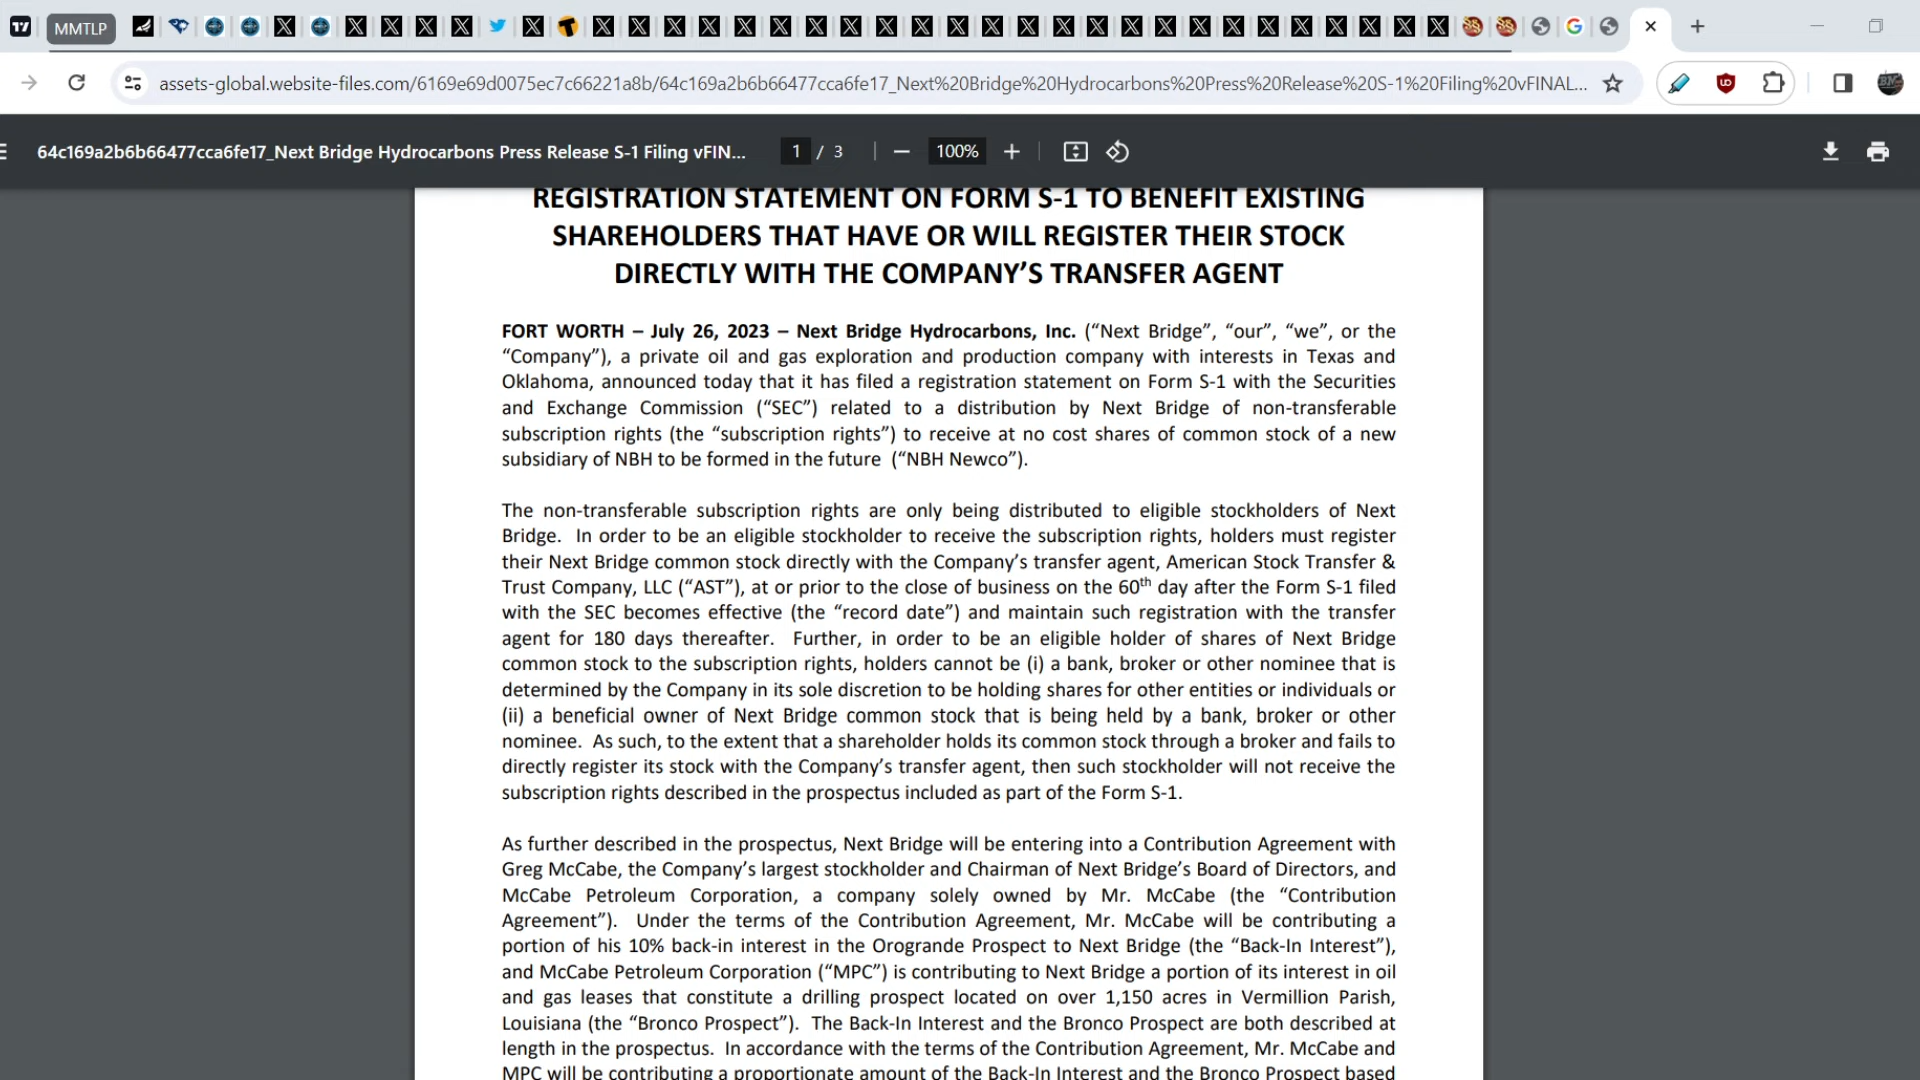 MMTLP
assets-global.website-files.com/6169e69d0075ec7c66221a8b/64c169a2b6b66477cca6fe17_Next%20Bridge%20Hydrocarbons%20Press%20Release%20S-1%20Filing%20vFINAL...
64c169a2b6b66477cca6fe17_Next Bridge Hydrocarbons Press Release S-1 Filing vFIN...
1 / 3
100%
REGISTRATION STATEMENT ON FORM S-1 TO BENEFIT EXISTING
SHAREHOLDERS THAT HAVE OR WILL REGISTER THEIR STOCK
DIRECTLY WITH THE COMPANY’S TRANSFER AGENT
FORT WORTH – July 26, 2023 – Next Bridge Hydrocarbons, Inc. (“Next Bridge”, “our”, “we”, or the
“Company”), a private oil and gas exploration and production company with interests in Texas and
Oklahoma, announced today that it has filed a registration statement on Form S-1 with the Securities
and Exchange Commission (“SEC”) related to a distribution by Next Bridge of non-transferable
subscription rights (the “subscription rights”) to receive at no cost shares of common stock of a new
subsidiary of NBH to be formed in the future (“NBH Newco”).
The non-transferable subscription rights are only being distributed to eligible stockholders of Next
Bridge. In order to be an eligible stockholder to receive the subscription rights, holders must register
their Next Bridge common stock directly with the Company’s transfer agent, American Stock Transfer &
Trust Company, LLC (“AST”), at or prior to the close of business on the 60th day after the Form S-1 filed
with the SEC becomes effective (the “record date”) and maintain such registration with the transfer
agent for 180 days thereafter. Further, in order to be an eligible holder of shares of Next Bridge
common stock to the subscription rights, holders cannot be (i) a bank, broker or other nominee that is
determined by the Company in its sole discretion to be holding shares for other entities or individuals or
(ii) a beneficial owner of Next Bridge common stock that is being held by a bank, broker or other
nominee. As such, to the extent that a shareholder holds its common stock through a broker and fails to
directly register its stock with the Company’s transfer agent, then such stockholder will not receive the
subscription rights described in the prospectus included as part of the Form S-1.
As further described in the prospectus, Next Bridge will be entering into a Contribution Agreement with
Greg McCabe, the Company’s largest stockholder and Chairman of Next Bridge’s Board of Directors, and
McCabe Petroleum Corporation, a company solely owned by Mr. McCabe (the “Contribution
Agreement”). Under the terms of the Contribution Agreement, Mr. McCabe will be contributing a
portion of his 10% back-in interest in the Orogrande Prospect to Next Bridge (the “Back-In Interest”),
and McCabe Petroleum Corporation (“MPC”) is contributing to Next Bridge a portion of its interest in oil
and gas leases that constitute a drilling prospect located on over 1,150 acres in Vermillion Parish,
Louisiana (the “Bronco Prospect”). The Back-In Interest and the Bronco Prospect are both described at
length in the prospectus. In accordance with the terms of the Contribution Agreement, Mr. McCabe and
MPC will be contributing a proportionate amount of the Back-In Interest and the Bronco Prospect based